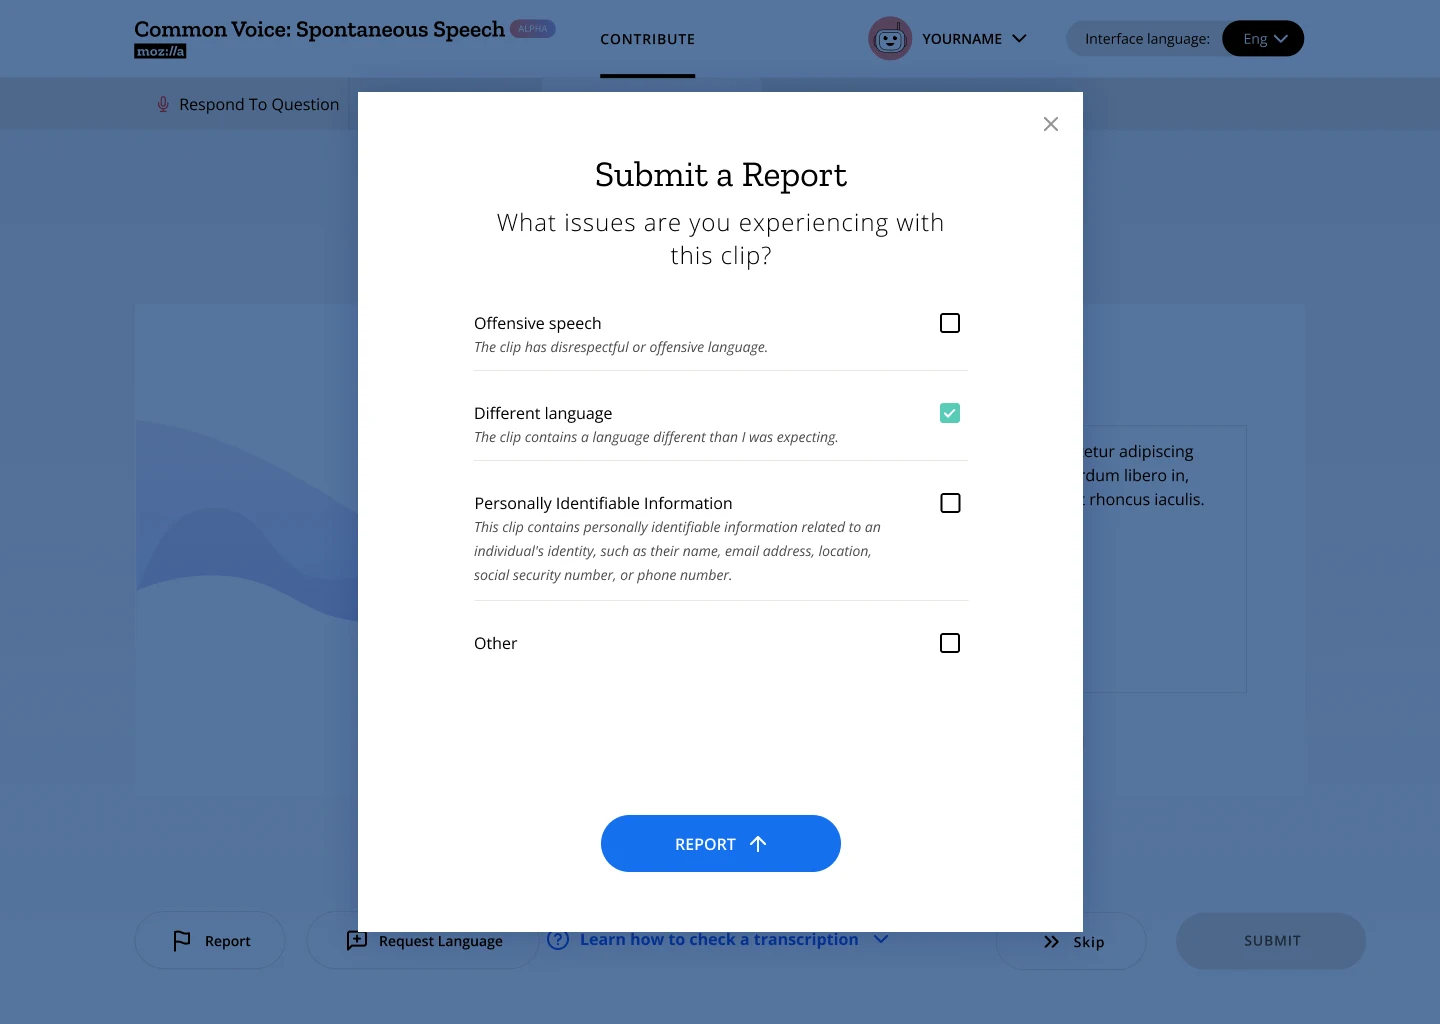 Common Voice: Spontaneous Speech ALPHA
moz://a
CONTRIBUTE
YOURNAME
Interface language: Eng
Respond To Question
Submit a Report
What issues are you experiencing with
this clip?
Offensive speech
The clip has disrespectful or offensive language.
Different language
The clip contains a language different than I was expecting.
Personally Identifiable Information
This clip contains personally identifiable information related to an
individual's identity, such as their name, email address, location,
social security number, or phone number.
Other
REPORT
adipiscing
libero in,
rhoncus iaculis.
Report
Request Language
Learn how to check a transcription
Skip
SUBMIT